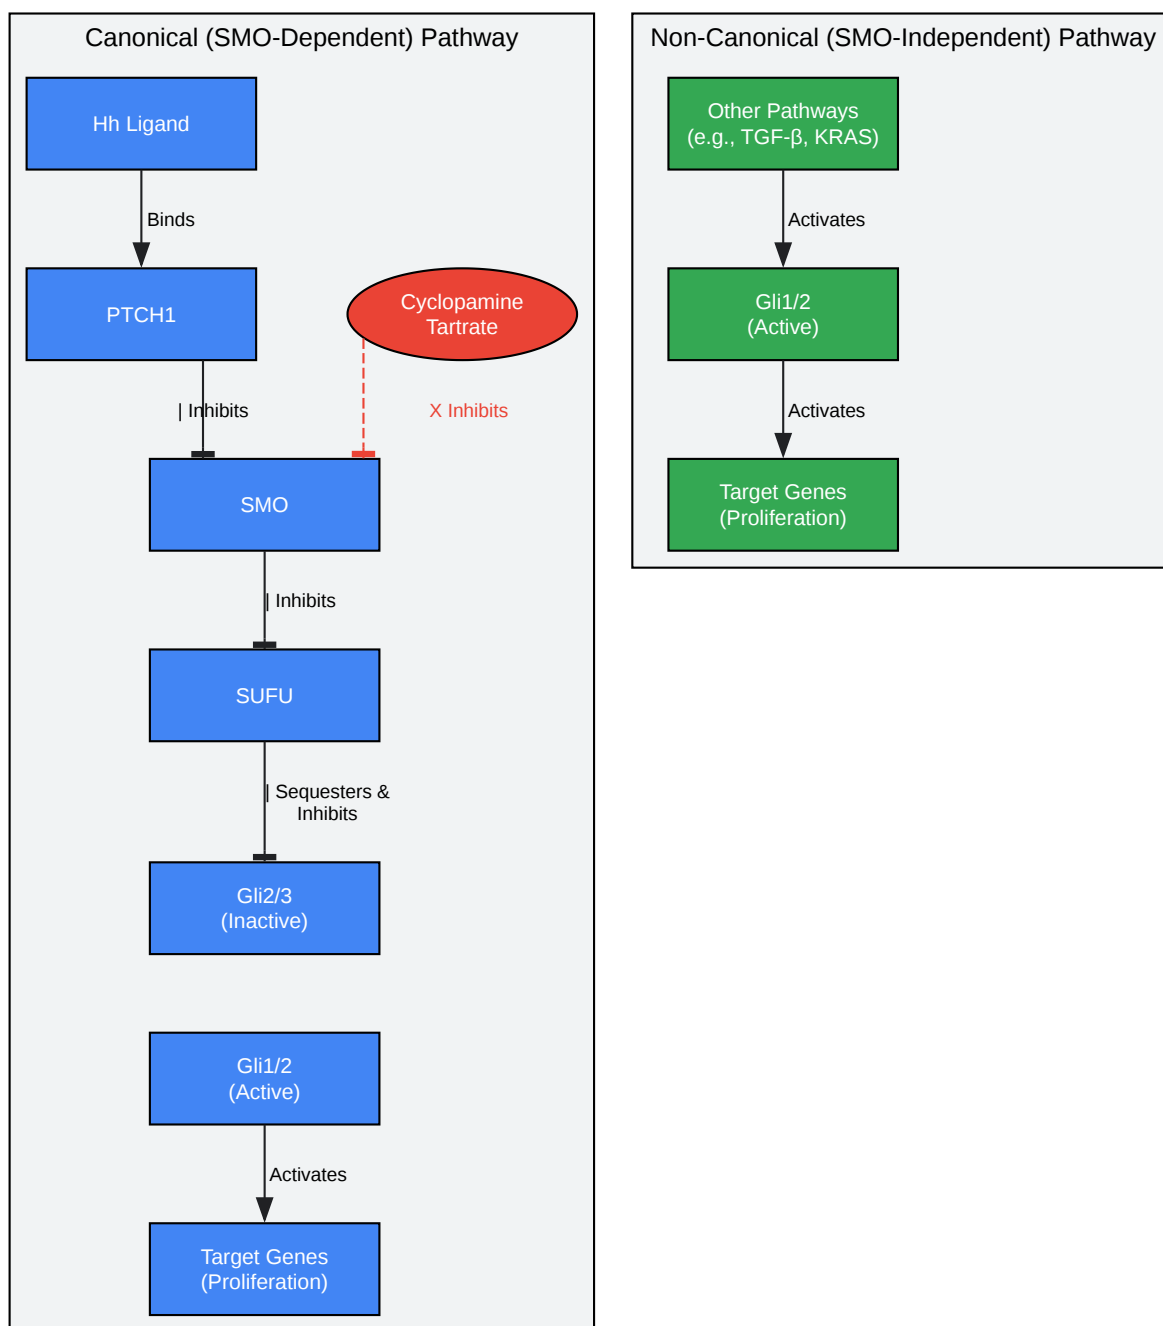 Canonical (SMO-Dependent) Pathway
Hh Ligand
Binds
PTCH1
Cyclopamine
Tartrate
| Inhibits
X Inhibits
SMO
| Inhibits
SUFU
| Sequesters &
Inhibits
Gli2/3
(Inactive)
Gli1/2
(Active)
Activates
Target Genes
(Proliferation)
Non-Canonical (SMO-Independent) Pathway
Other Pathways
(e.g., TGF-β, KRAS)
Activates
Gli1/2
(Active)
Activates
Target Genes
(Proliferation)